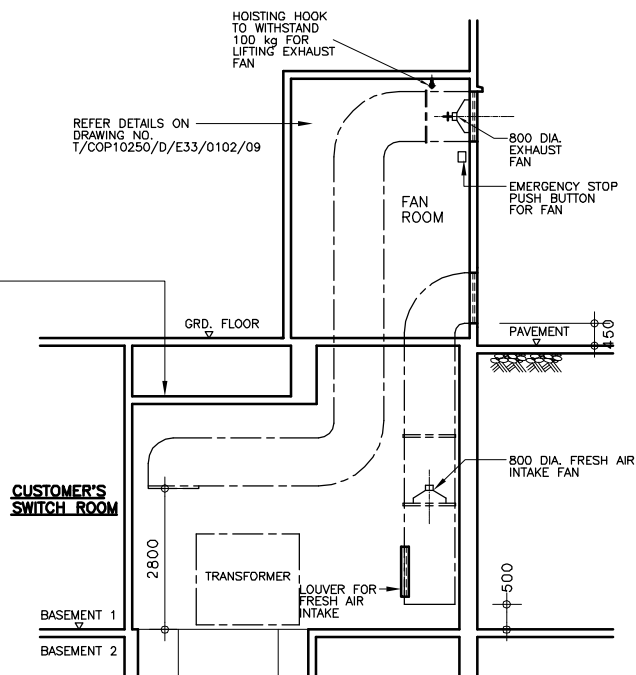 HOISTING HOOK
TO WITHSTAND
100 kg FOR
LIFTING EXHAUST
FAN
REFER DETAILS ON
DRAWING NO.
T/COP10250/D/E33/0102/09
800 DIA.
EXHAUST
FAN
EMERGENCY STOP
PUSH BUTTON
FOR FAN
FAN
ROOM
GRD. FLOOR
PAVEMENT
450
800 DIA. FRESH AIR
INTAKE FAN
CUSTOMER'S
SWITCH ROOM
2800
TRANSFORMER
LOUVER FOR
FRESH AIR
INTAKE
500
BASEMENT 1
BASEMENT 2